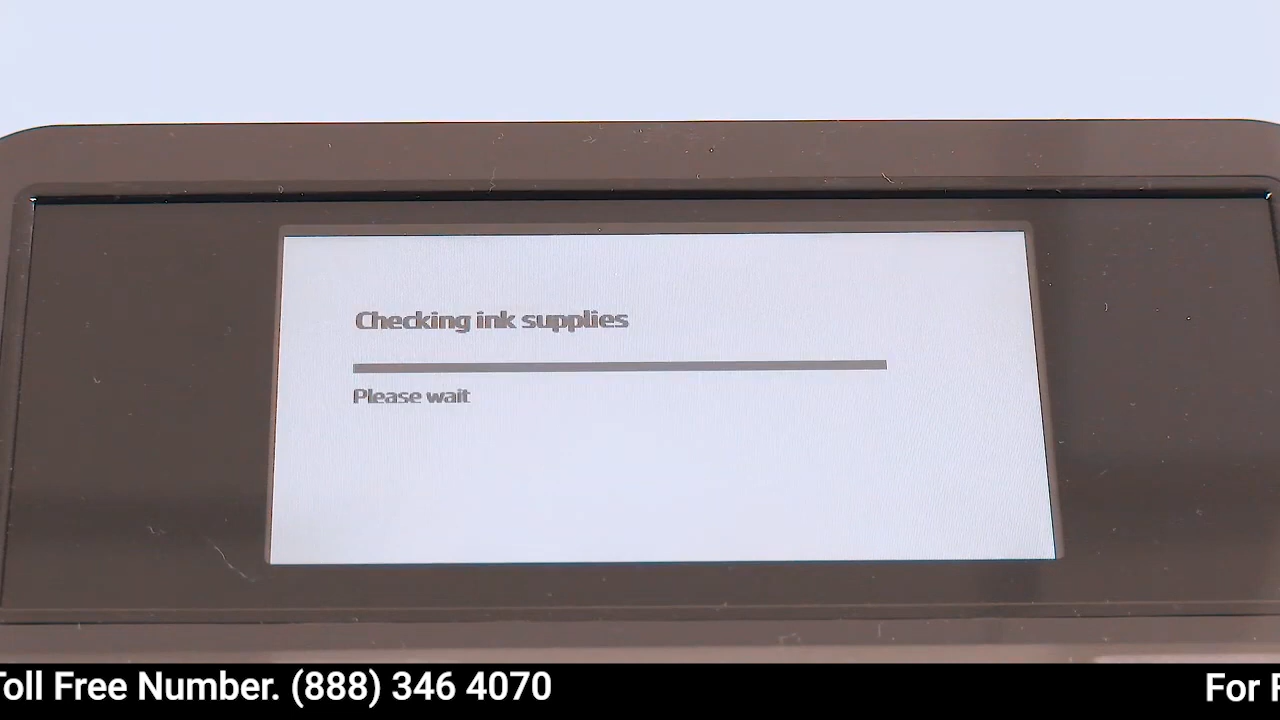 Checking ink supplies
Please wait
Toll Free Number. (888) 346 4070
For